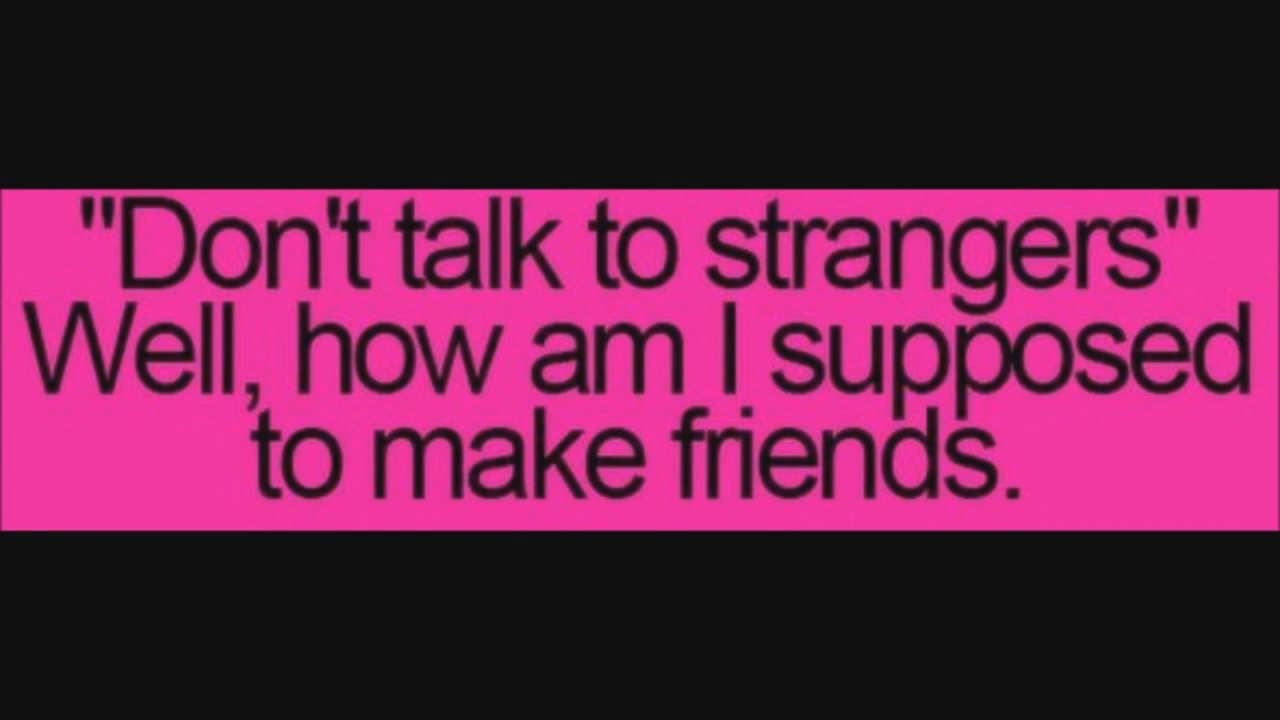 "Don't talk to strangers"
Well, how am I supposed
to make friends.